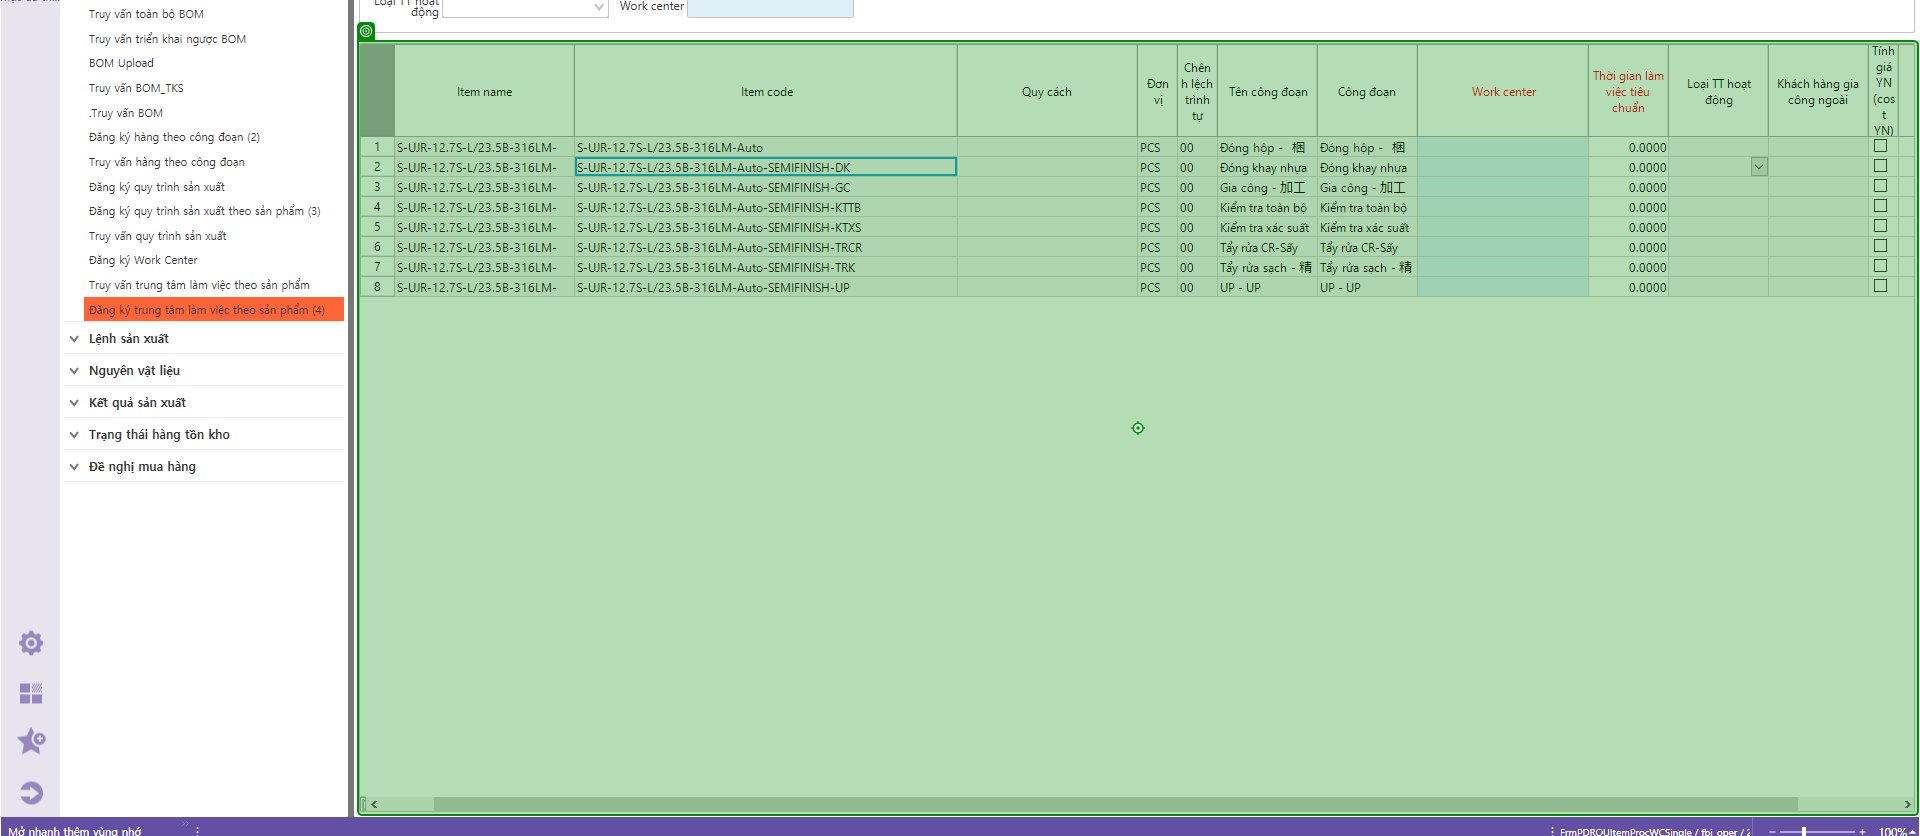 Truy vấn toàn bộ BOM
Truy vấn triển khai ngược BOM
BOM Upload
Truy vấn BOM_TKS
.Truy vấn BOM
Đăng ký hàng theo công đoạn (2)
Truy vấn hàng theo công đoạn
Đăng ký quy trình sản xuất
Đăng ký quy trình sản xuất theo sản phẩm (3)
Truy vấn quy trình sản xuất
Đăng ký Work Center
Truy vấn trung tâm làm việc theo sản phẩm
Đăng ký trung tâm làm việc theo sản phẩm (4)
Lệnh sản xuất
Nguyên vật liệu
Kết quả sản xuất
Trạng thái hàng tồn kho
Đề nghị mua hàng
Loại TT hoạt
động
Work center
Item name Item code Quy cách Đơn vị Chênh lệch trình tự Tên công đoạn Công đoạn Work center Thời gian làm việc tiêu chuẩn Loại TT hoạt động Khách hàng gia công ngoài Tính giá YN (cost YN)
1 S-UJR-12.7S-L/23.5B-316LM- S-UJR-12.7S-L/23.5B-316LM-Auto PCS 00 Đóng hộp - 梱 Đóng hộp - 梱 0.0000
2 S-UJR-12.7S-L/23.5B-316LM- S-UJR-12.7S-L/23.5B-316LM-Auto-SEMIFINISH-DK PCS 00 Đóng khay nhựa Đóng khay nhựa 0.0000
3 S-UJR-12.7S-L/23.5B-316LM- S-UJR-12.7S-L/23.5B-316LM-Auto-SEMIFINISH-GC PCS 00 Gia công - 加工 Gia công - 加工 0.0000
4 S-UJR-12.7S-L/23.5B-316LM- S-UJR-12.7S-L/23.5B-316LM-Auto-SEMIFINISH-KTTB PCS 00 Kiểm tra toàn bộ Kiểm tra toàn bộ 0.0000
5 S-UJR-12.7S-L/23.5B-316LM- S-UJR-12.7S-L/23.5B-316LM-Auto-SEMIFINISH-KTXS PCS 00 Kiểm tra xác suất Kiểm tra xác suất 0.0000
6 S-UJR-12.7S-L/23.5B-316LM- S-UJR-12.7S-L/23.5B-316LM-Auto-SEMIFINISH-TRCR PCS 00 Tẩy rửa CR-Sấy Tẩy rửa CR-Sấy 0.0000
7 S-UJR-12.7S-L/23.5B-316LM- S-UJR-12.7S-L/23.5B-316LM-Auto-SEMIFINISH-TRK PCS 00 Tẩy rửa sạch - 精 Tẩy rửa sạch - 精 0.0000
8 S-UJR-12.7S-L/23.5B-316LM- S-UJR-12.7S-L/23.5B-316LM-Auto-SEMIFINISH-UP PCS 00 UP - UP UP - UP 0.0000
Mở nhanh thêm vùng nhớ
FrmPDROUItemProcWCSingle / fbi_oper / 2
100%